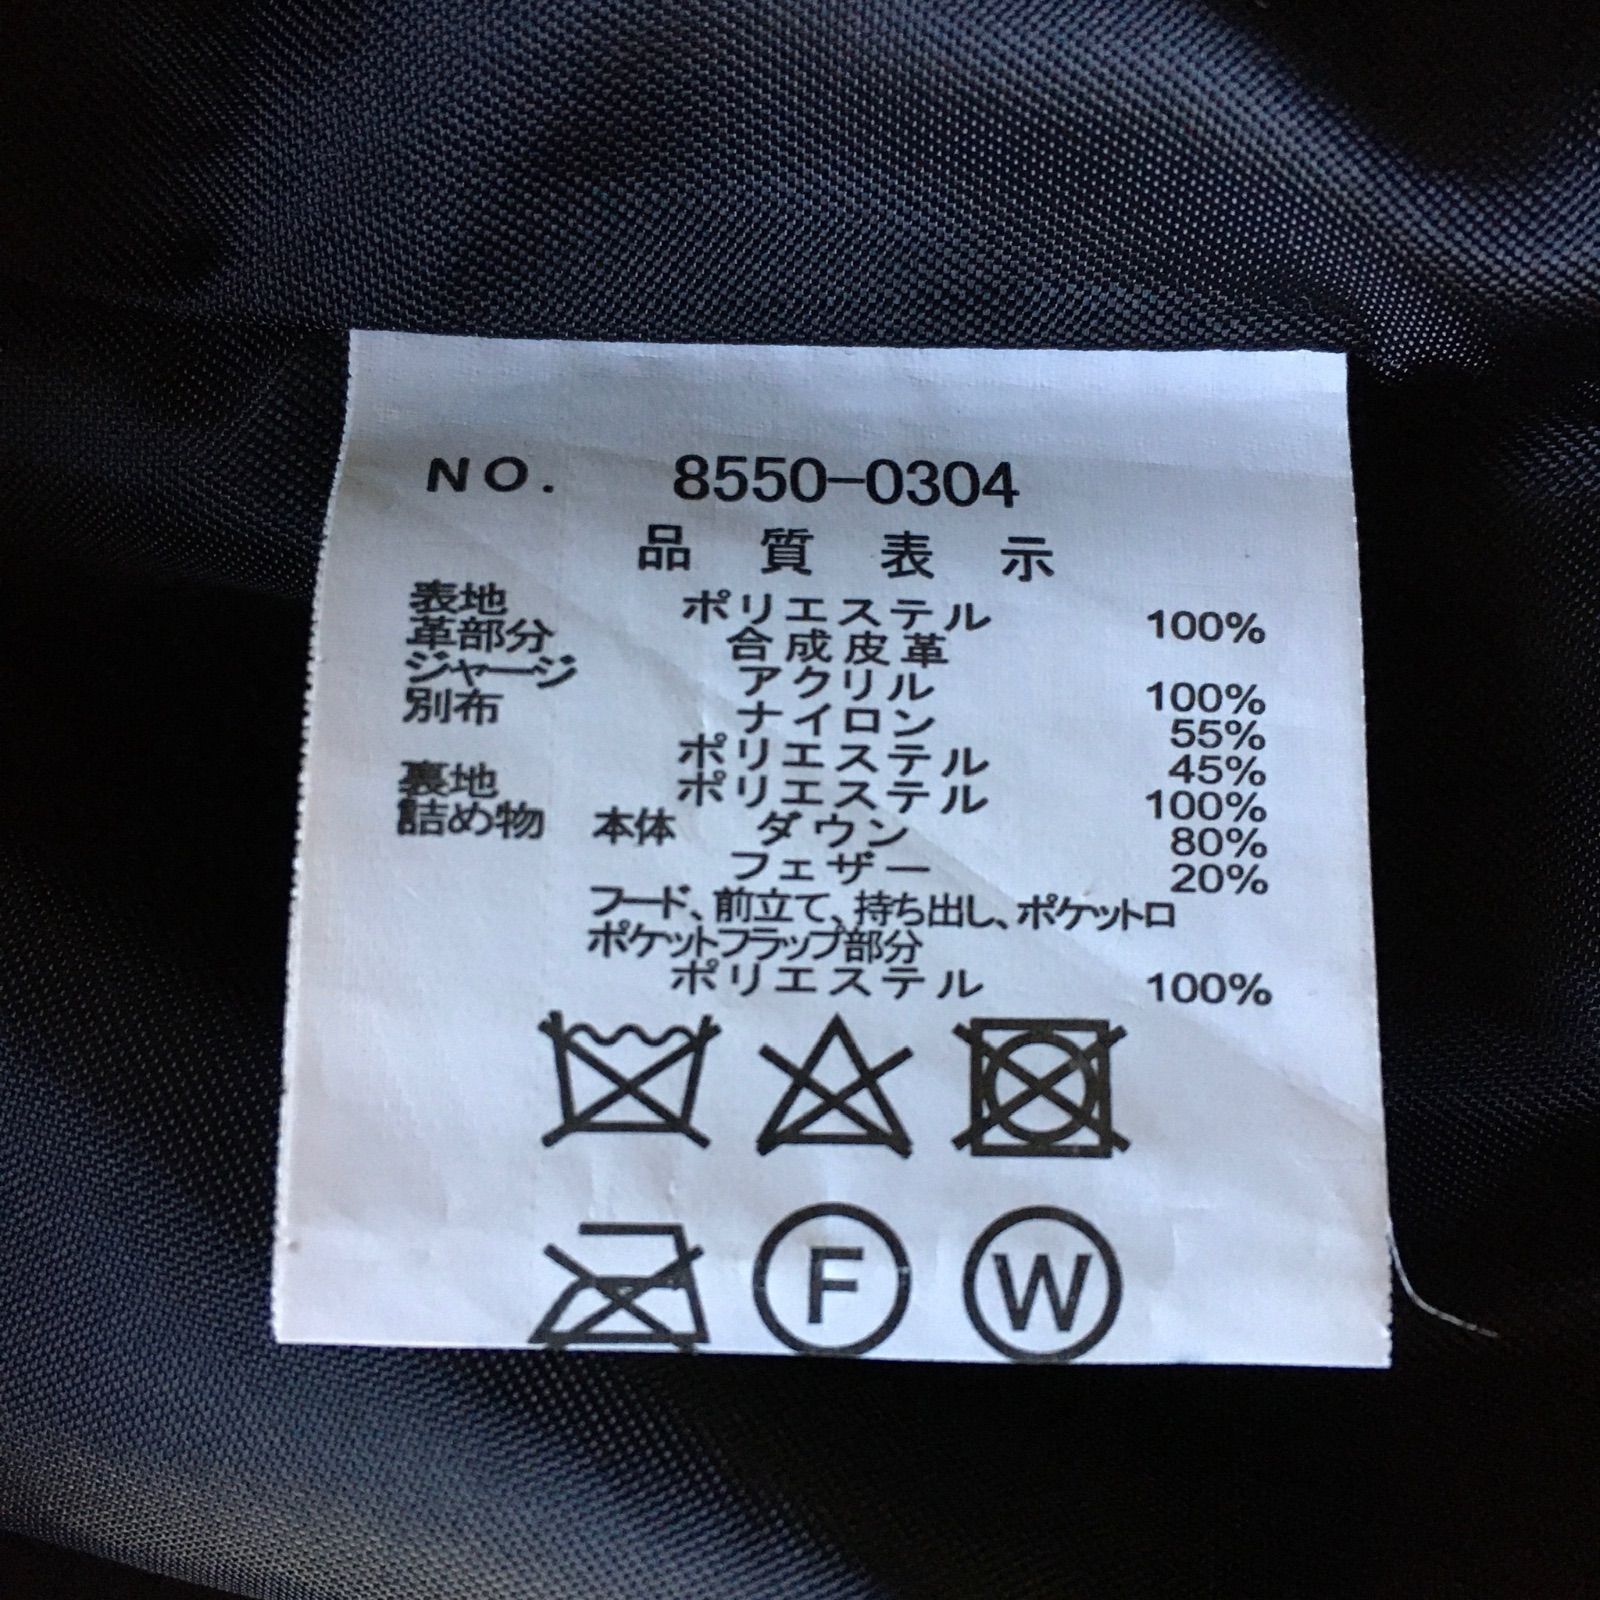 NO. 8550-0304
品質表示
表地 ポリエステル 100%
革部分 合成皮革
ジャージ アクリル 100%
別布 ナイロン 55%
ポリエステル 45%
裏地 ポリエステル 100%
詰め物 本体 ダウン 80%
フェザー 20%
フード、前立て、持ち出し、ポケット口
ポケットフラップ部分
ポリエステル 100%
F W